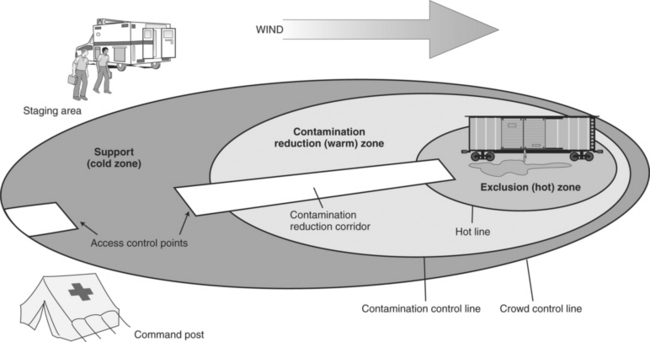 WIND
Staging area
Support
(cold zone)
Contamination
reduction (warm) zone
Exclusion (hot) zone
Contamination
reduction corridor
Access control points
Hot line
Contamination control line
Crowd control line
Command post